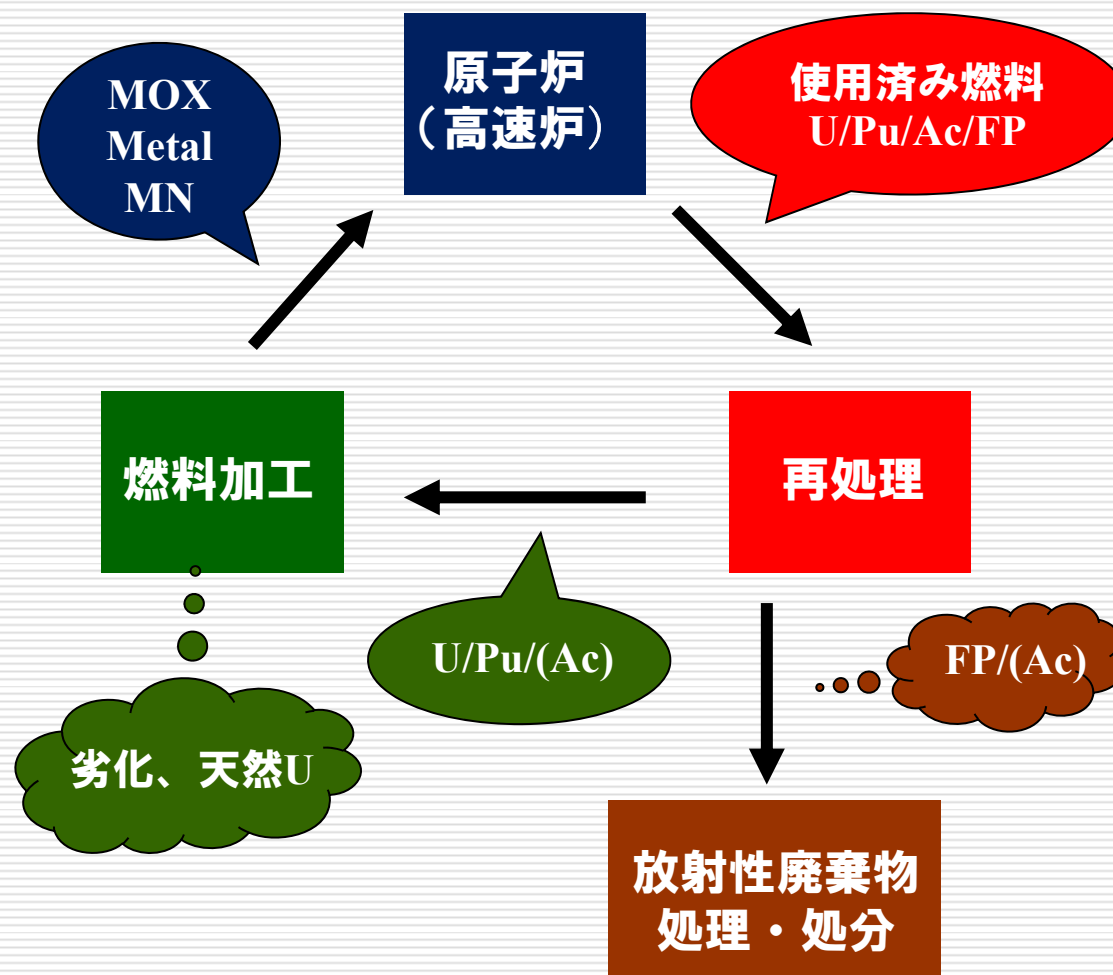 MOX
Metal
MN
原子炉
（高速炉）
使用済み燃料
U/Pu/Ac/FP
燃料加工
再処理
U/Pu/(Ac)
FP/(Ac)
劣化、天然U
放射性廃棄物
処理・処分